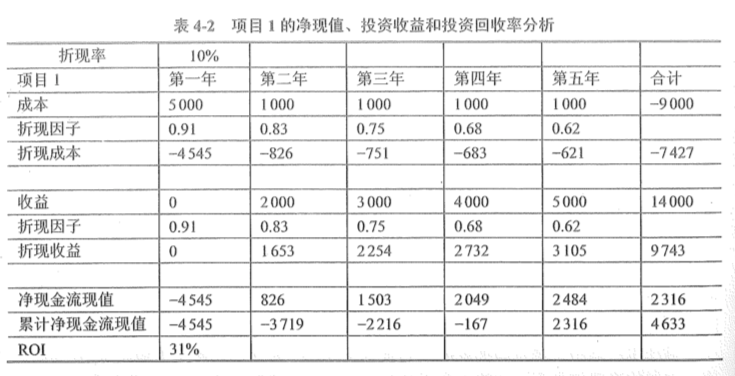 表 4-2 项目 1 的净现值、投资收益和投资回收率分析
折现率 10%
项目 1 第一年 第二年 第三年 第四年 第五年 合计
成本 5000 1000 1000 1000 1000 -9000
折现因子 0.91 0.83 0.75 0.68 0.62
折现成本 -4545 -826 -751 -683 -621 -7427
收益 0 2000 3000 4000 5000 14000
折现因子 0.91 0.83 0.75 0.68 0.62
折现收益 0 1653 2254 2732 3105 9743
净现金流现值 -4545 826 1503 2049 2484 2316
累计净现金流现值 -4545 -3719 -2216 -167 2316 4633
ROI 31%